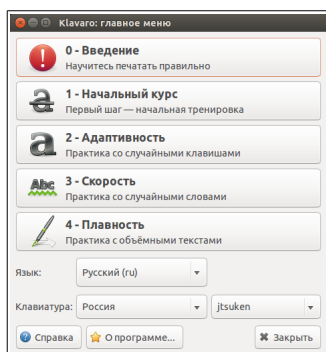 Klavaro: главное меню
0 - Введение
Научитесь печатать правильно
1 - Начальный курс
Первый шаг — начальная тренировка
2 - Адаптивность
Практика со случайными клавишами
Abc 3 - Скорость
Практика со случайными словами
4 - Плавность
Практика с объёмными текстами
Язык: Русский (ru)
Клавиатура: Россия jtsuken
Справка О программе... Закрыть